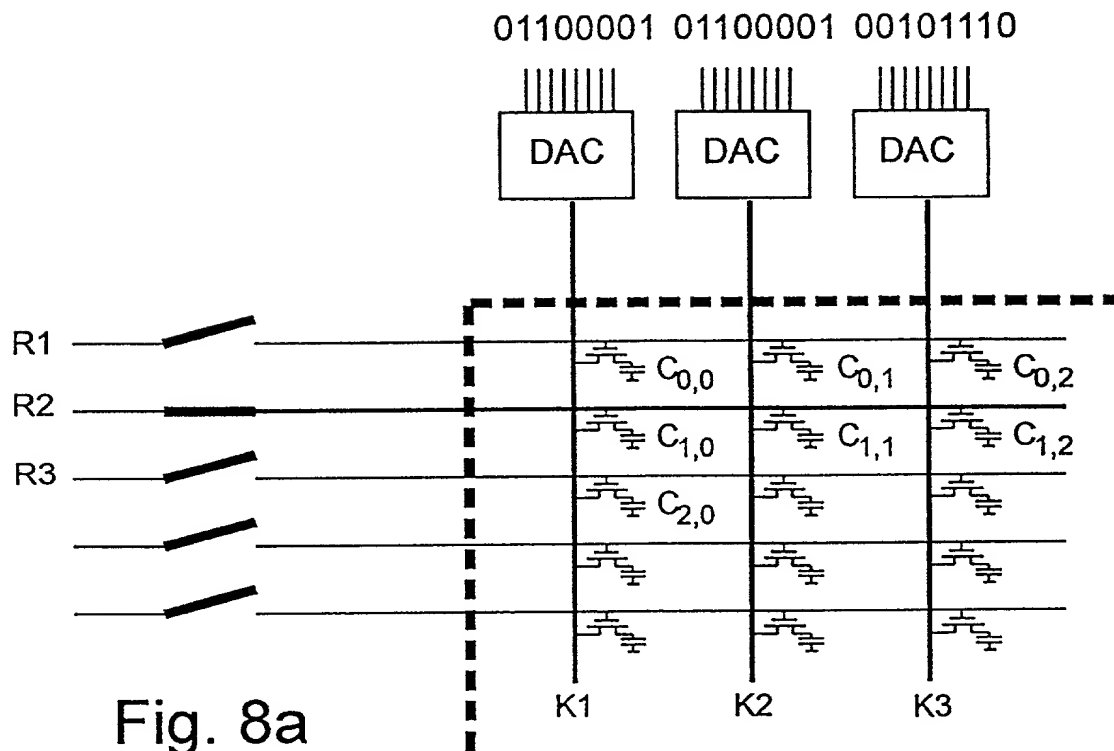 01100001 01100001 00101110
DAC DAC DAC
R1
C0,0 C0,1 C0,2
R2
C1,0 C1,1 C1,2
R3
C2,0
K1 K2 K3
Fig. 8a